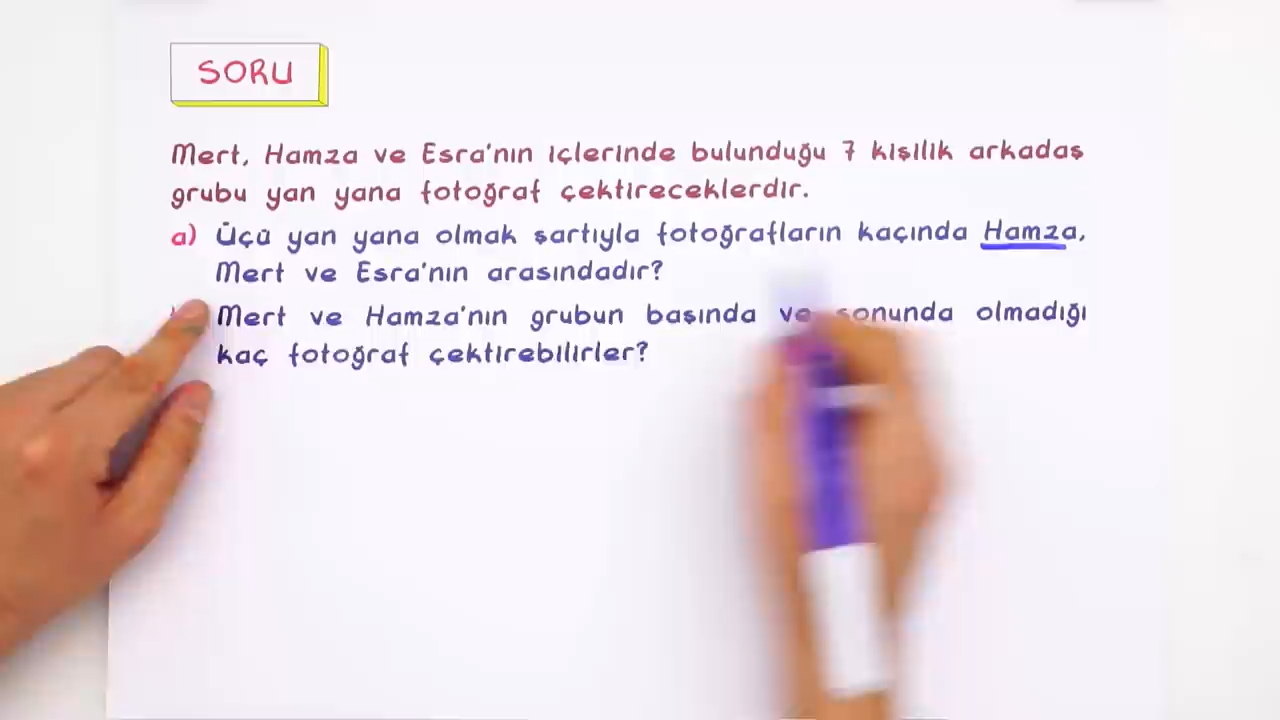 SORU
Mert, Hamza ve Esra'nın içlerinde bulunduğu 7 kişilik arkadaş
grubu yan yana fotoğraf çektireceklerdir.
a) Üçü yan yana olmak şartıyla fotoğrafların kaçında Hamza,
Mert ve Esra'nın arasındadır?
Mert ve Hamza'nın grubun başında ve sonunda olmadığı
kaç fotoğraf çektirebilirler?